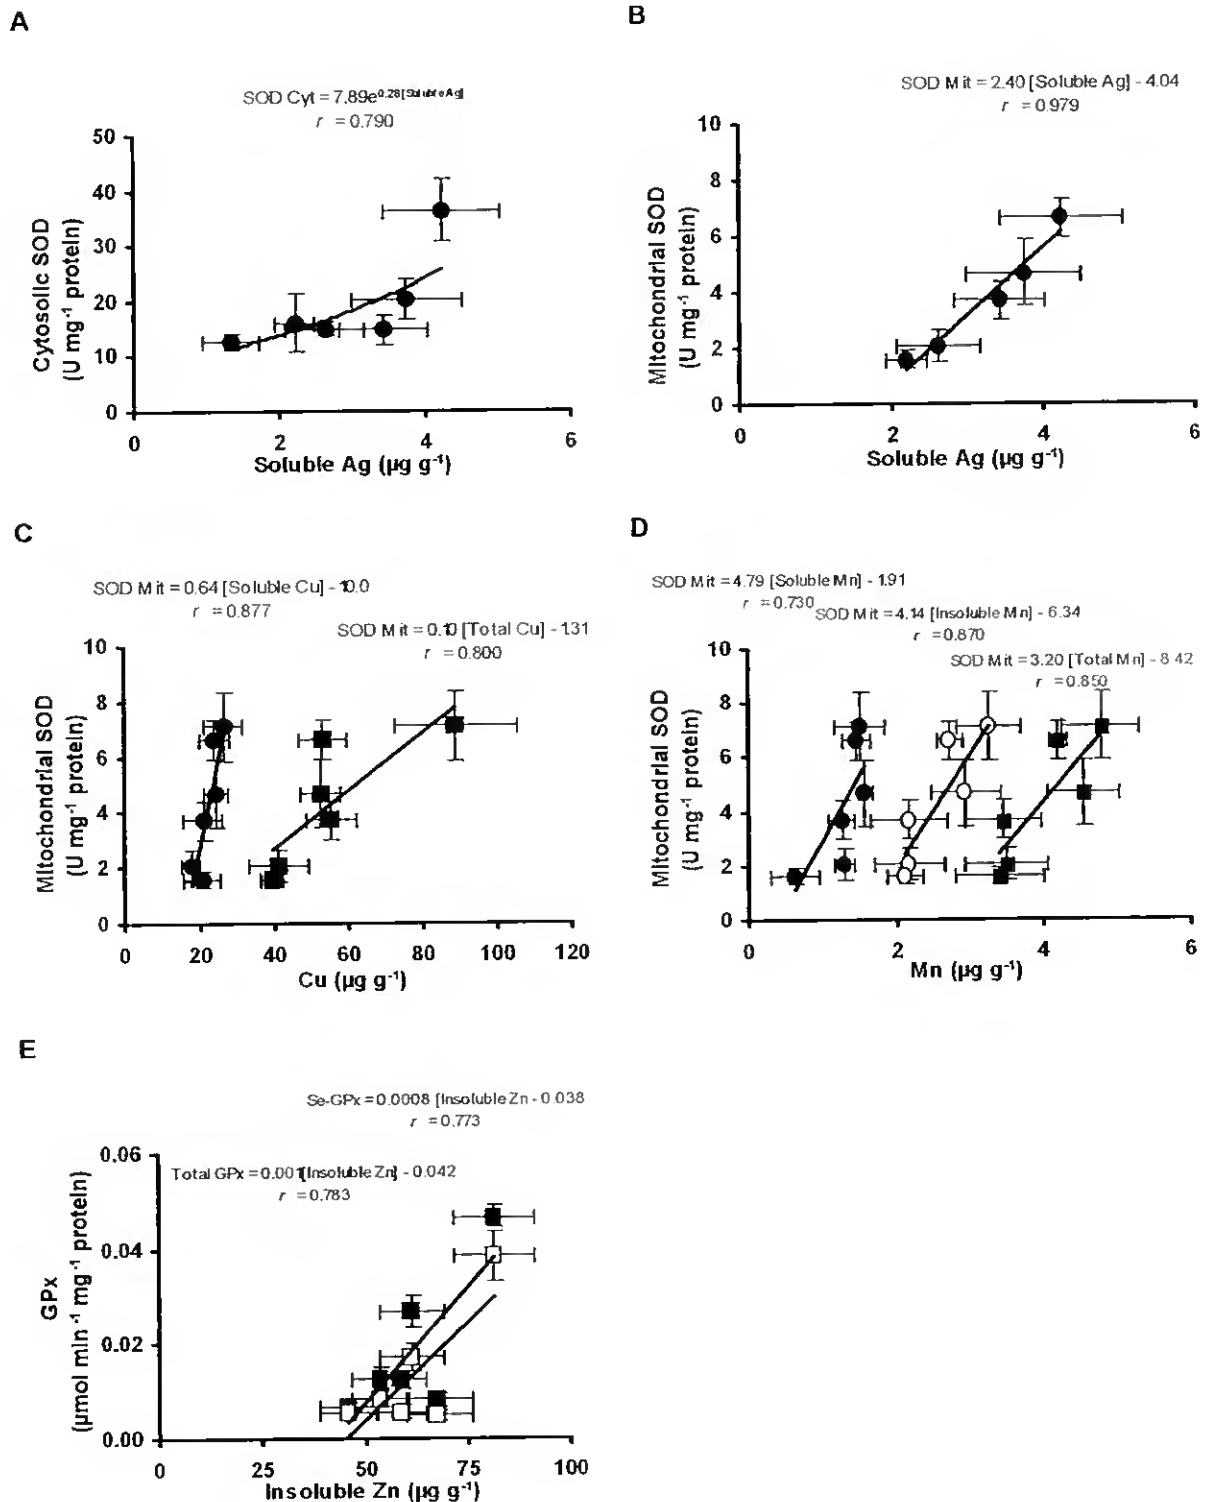 A
SOD Cyt = 7.89e0.28[Soluble Ag]
r = 0.790
50
40
30
20
10
0
Cytosolic SOD
(U mg-1 protein)
0 2 4 6
Soluble Ag (µg g-1)
B
SOD Mit = 2.40 [Soluble Ag] - 4.04
r = 0.979
10
8
6
4
2
0
Mitochondrial SOD
(U mg-1 protein)
0 2 4 6
Soluble Ag (µg g-1)
C
SOD Mit = 0.64 [Soluble Cu] - 10.0
r = 0.877
SOD Mit = 0.10 [Total Cu] - 1.31
r = 0.800
10
8
6
4
2
0
Mitochondrial SOD
(U mg-1 protein)
0 20 40 60 80 100 120
Cu (µg g-1)
D
SOD Mit = 4.79 [Soluble Mn] - 1.91
r = 0.730
SOD Mit = 4.14 [Insoluble Mn] - 6.34
r = 0.870
SOD Mit = 3.20 [Total Mn] - 8.42
r = 0.850
10
8
6
4
2
0
Mitochondrial SOD
(U mg-1 protein)
0 2 4 6
Mn (µg g-1)
E
Se-GPx = 0.0008 [Insoluble Zn - 0.038
r = 0.773
Total GPx = 0.001[Insoluble Zn] - 0.042
r = 0.783
0.06
0.04
0.02
0.00
GPx
(µmol min-1 mg-1 protein)
0 25 50 75 100
Insoluble Zn (µg g-1)